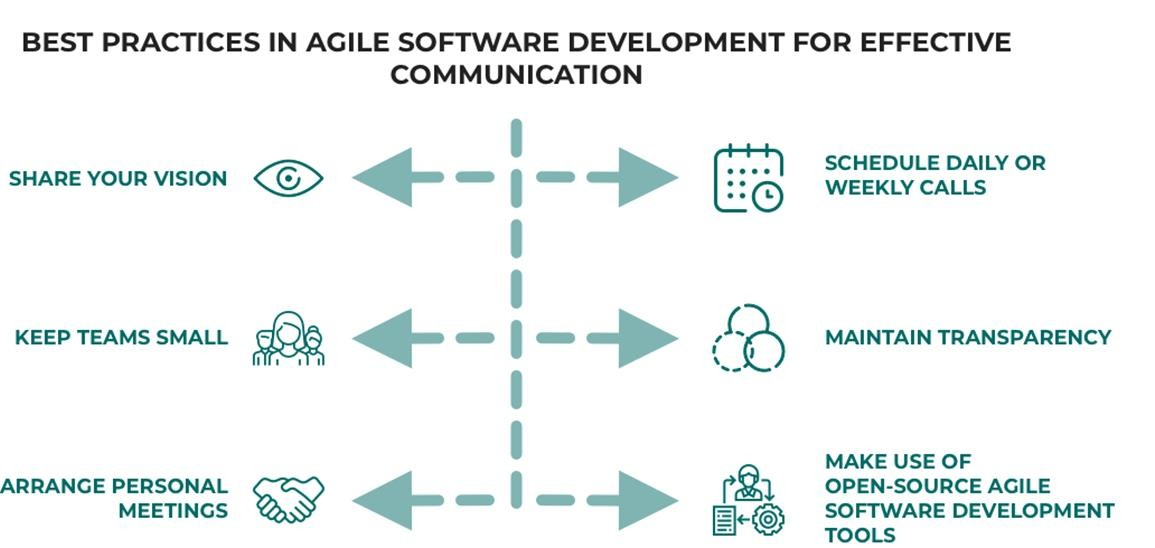 BEST PRACTICES IN AGILE SOFTWARE DEVELOPMENT FOR EFFECTIVE
COMMUNICATION
SHARE YOUR VISION
SCHEDULE DAILY OR
WEEKLY CALLS
KEEP TEAMS SMALL
MAINTAIN TRANSPARENCY
ARRANGE PERSONAL
MEETINGS
MAKE USE OF
OPEN-SOURCE AGILE
SOFTWARE DEVELOPMENT
TOOLS